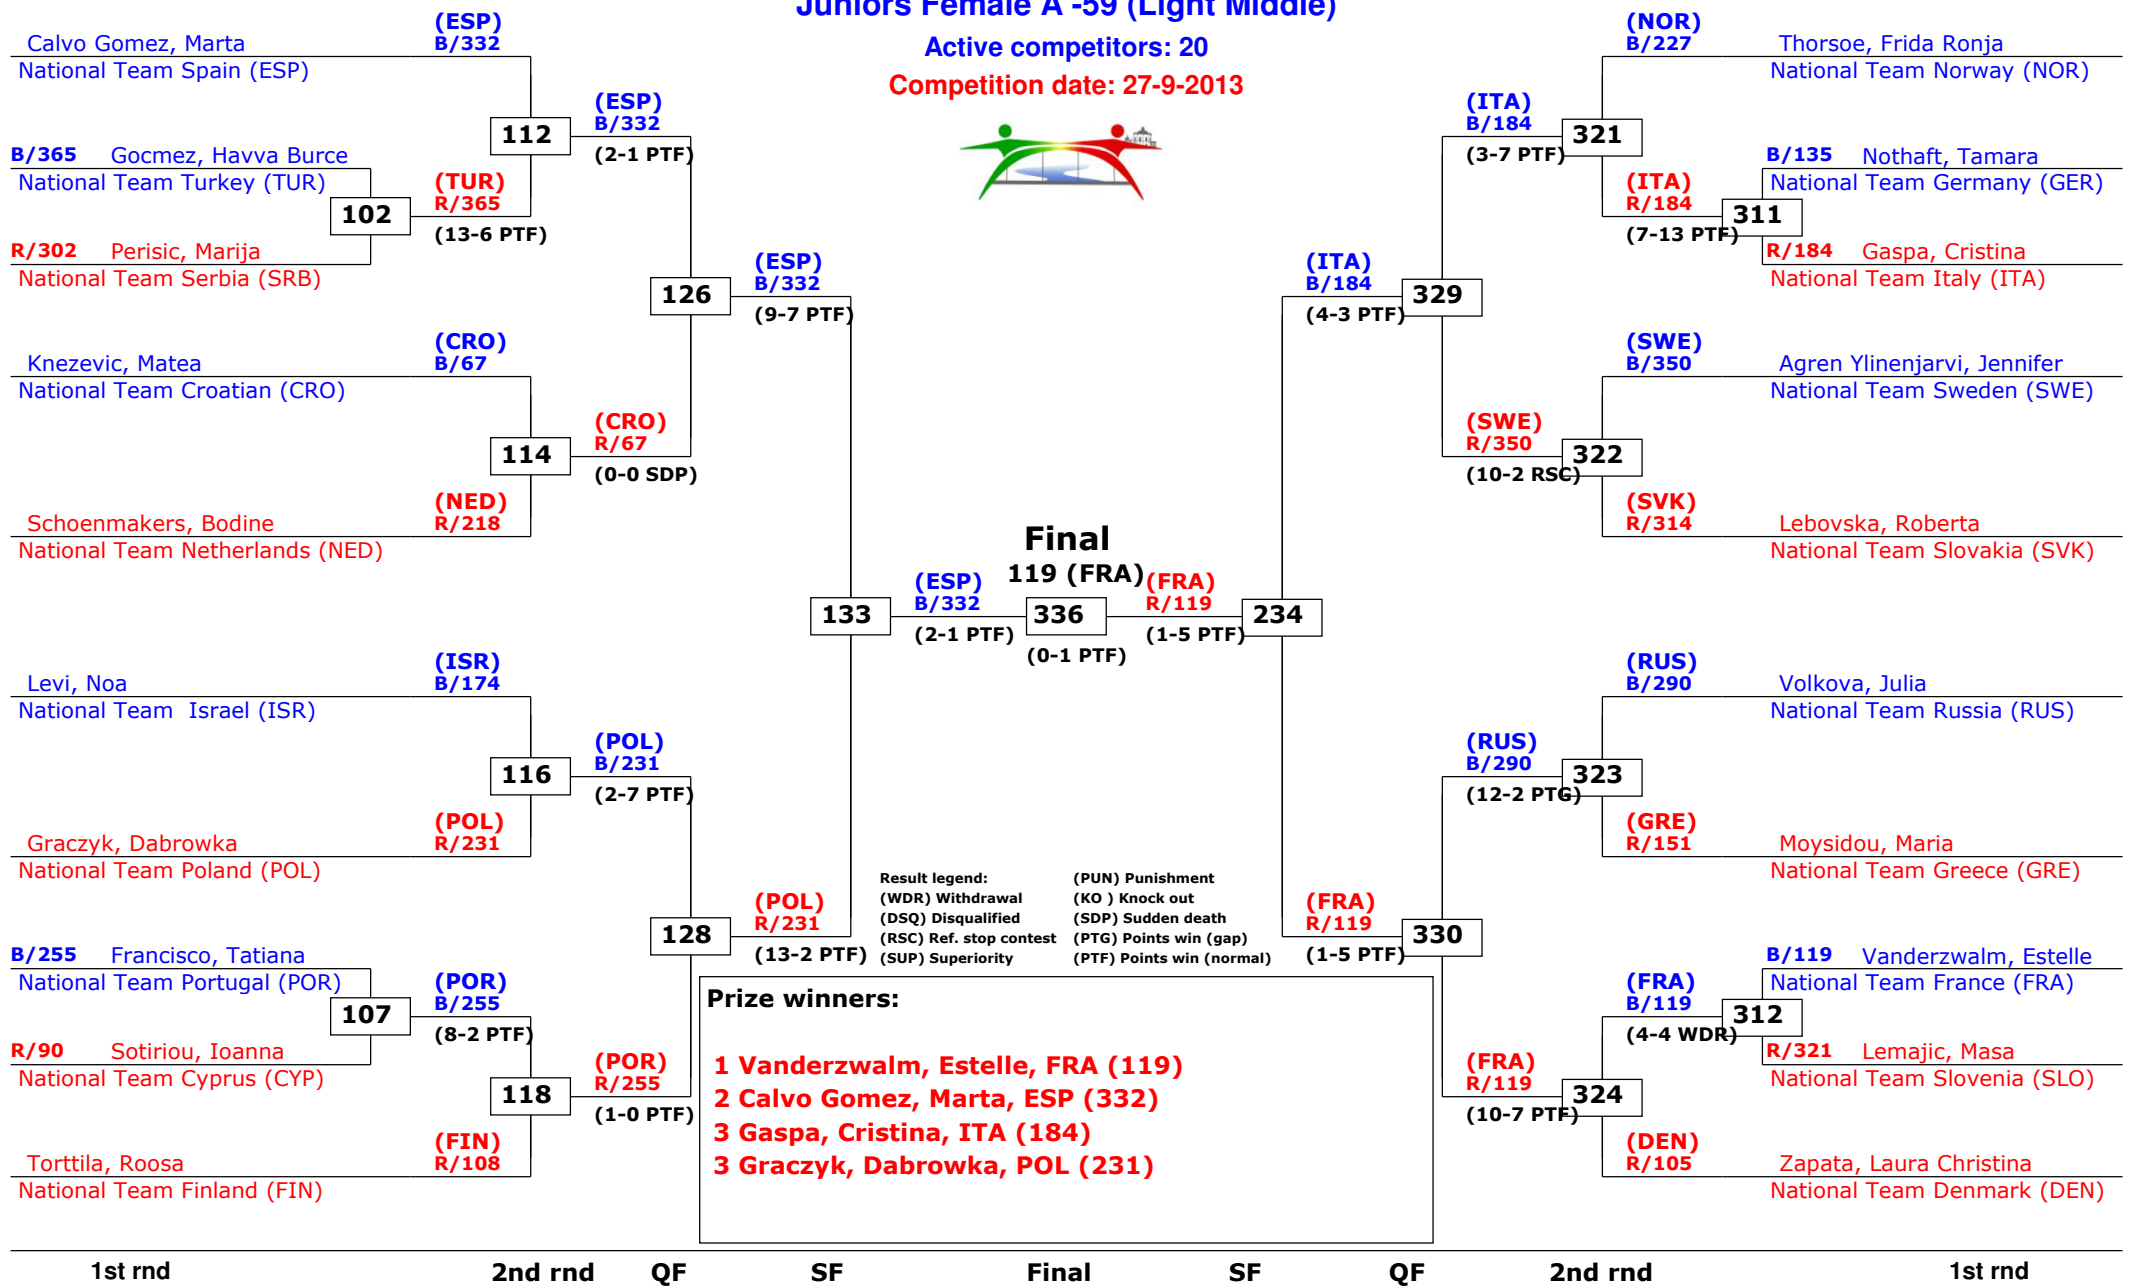 Juniors Female A -59 (Light Middle)
Active competitors: 20
Competition date: 27-9-2013
Calvo Gomez, Marta
National Team Spain (ESP)
(ESP)
B/332
B/365 Gocmez, Havva Burce
National Team Turkey (TUR)
102
R/302 Perisic, Marija
National Team Serbia (SRB)
(TUR)
R/365
(13-6 PTF)
112
(ESP)
B/332
(2-1 PTF)
Knezevic, Matea
National Team Croatian (CRO)
(CRO)
B/67
114
Schoenmakers, Bodine
National Team Netherlands (NED)
(NED)
R/218
(CRO)
R/67
(0-0 SDP)
126
(ESP)
B/332
(9-7 PTF)
Levi, Noa
National Team  Israel (ISR)
(ISR)
B/174
116
Graczyk, Dabrowka
National Team Poland (POL)
(POL)
R/231
(POL)
B/231
(2-7 PTF)
B/255 Francisco, Tatiana
National Team Portugal (POR)
107
R/90 Sotiriou, Ioanna
National Team Cyprus (CYP)
(POR)
B/255
(8-2 PTF)
118
Torttila, Roosa
National Team Finland (FIN)
(FIN)
R/108
(POR)
R/255
(1-0 PTF)
128
(POL)
R/231
(13-2 PTF)
133
(ESP)
B/332
(2-1 PTF)
Final
119 (FRA)
336
(0-1 PTF)
(FRA)
R/119
(1-5 PTF)
234
(ITA)
B/184
(4-3 PTF)
329
(ITA)
B/184
(3-7 PTF)
321
(NOR)
B/227
Thorsoe, Frida Ronja
National Team Norway (NOR)
(ITA)
R/184
(7-13 PTF)
311
B/135 Nothaft, Tamara
National Team Germany (GER)
R/184 Gaspa, Cristina
National Team Italy (ITA)
(SWE)
R/350
(10-2 RSC)
322
(SWE)
B/350
Agren Ylinenjarvi, Jennifer
National Team Sweden (SWE)
(SVK)
R/314
Lebovska, Roberta
National Team Slovakia (SVK)
(FRA)
R/119
(1-5 PTF)
330
(RUS)
B/290
(12-2 PTG)
323
(RUS)
B/290
Volkova, Julia
National Team Russia (RUS)
(GRE)
R/151
Moysidou, Maria
National Team Greece (GRE)
(FRA)
R/119
(10-7 PTF)
324
(FRA)
B/119
(4-4 WDR)
312
B/119 Vanderzwalm, Estelle
National Team France (FRA)
R/321 Lemajic, Masa
National Team Slovenia (SLO)
(DEN)
R/105
Zapata, Laura Christina
National Team Denmark (DEN)
Result legend:
(WDR) Withdrawal
(DSQ) Disqualified
(RSC) Ref. stop contest
(SUP) Superiority
(PUN) Punishment
(KO ) Knock out
(SDP) Sudden death
(PTG) Points win (gap)
(PTF) Points win (normal)
Prize winners:
1 Vanderzwalm, Estelle, FRA (119)
2 Calvo Gomez, Marta, ESP (332)
3 Gaspa, Cristina, ITA (184)
3 Graczyk, Dabrowka, POL (231)
1st rnd 2nd rnd QF SF Final SF QF 2nd rnd 1st rnd